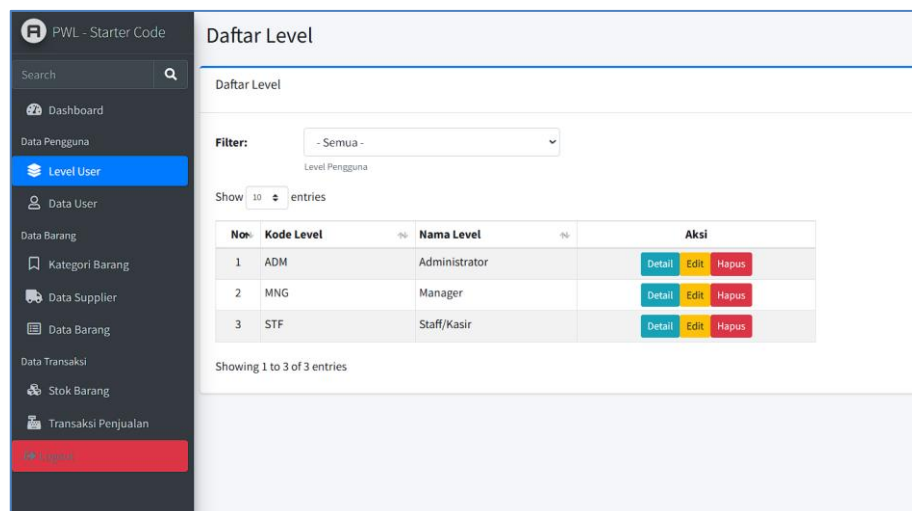 PWL - Starter Code
Search
Dashboard
Data Pengguna
Level User
Data User
Data Barang
Kategori Barang
Data Supplier
Data Barang
Data Transaksi
Stok Barang
Transaksi Penjualan
Logout
Daftar Level
Daftar Level
Filter: - Semua -
Level Pengguna
Show 10 entries
No Kode Level Nama Level Aksi
1 ADM Administrator Detail Edit Hapus
2 MNG Manager Detail Edit Hapus
3 STF Staff/Kasir Detail Edit Hapus
Showing 1 to 3 of 3 entries